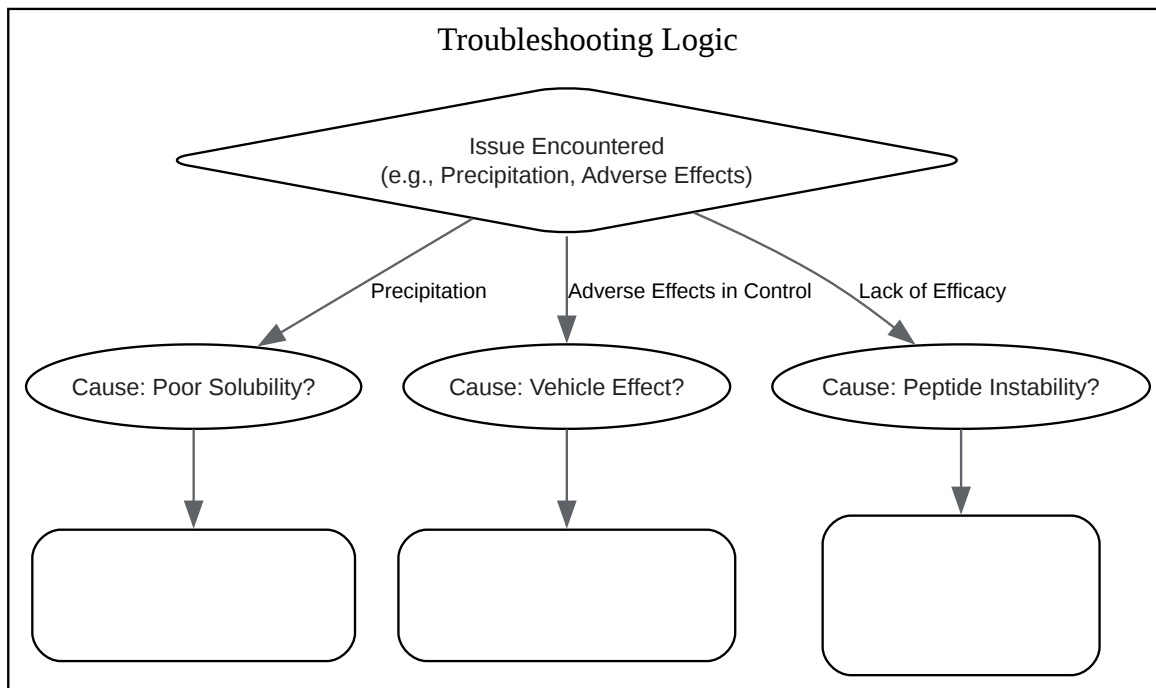 Troubleshooting Logic
Issue Encountered
(e.g., Precipitation, Adverse Effects)
Precipitation
Adverse Effects in Control
Lack of Efficacy
Cause: Poor Solubility?
Cause: Vehicle Effect?
Cause: Peptide Instability?